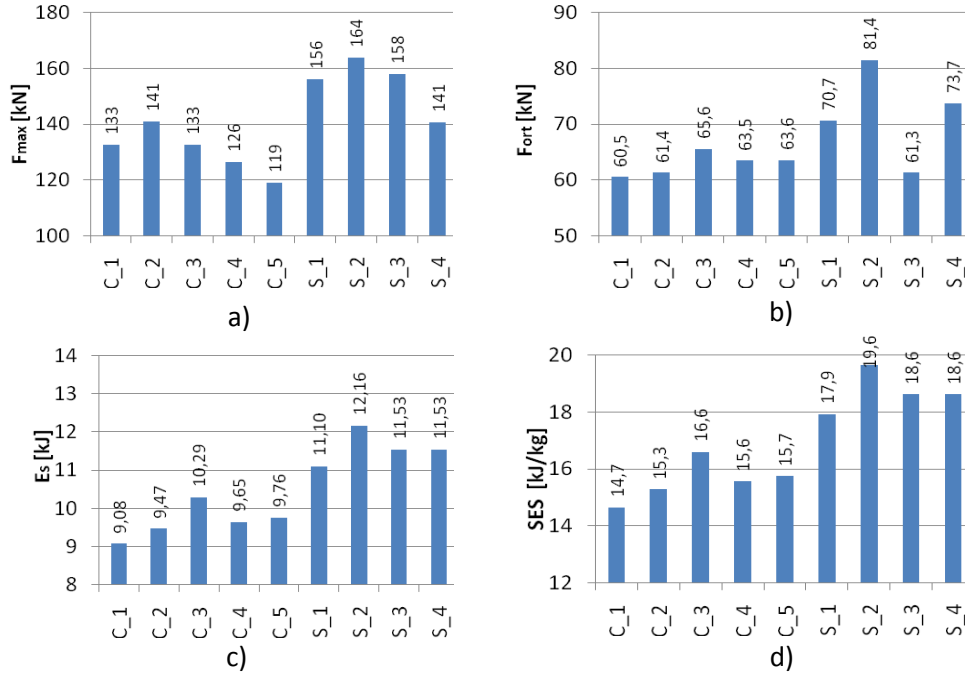 Fmax [kN]
180
160
140
120
100
133
141
133
126
119
156
164
158
141
C_1
C_2
C_3
C_4
C_5
S_1
S_2
S_3
S_4
a)
Fort [kN]
90
80
70
60
50
60,5
61,4
65,6
63,5
63,6
70,7
81,4
61,3
73,7
C_1
C_2
C_3
C_4
C_5
S_1
S_2
S_3
S_4
b)
Es [kJ]
14
13
12
11
10
9
8
9,08
9,47
10,29
9,65
9,76
11,10
12,16
11,53
11,53
C_1
C_2
C_3
C_4
C_5
S_1
S_2
S_3
S_4
c)
SES [kJ/kg]
20
18
16
14
12
14,7
15,3
16,6
15,6
15,7
17,9
19,6
18,6
18,6
C_1
C_2
C_3
C_4
C_5
S_1
S_2
S_3
S_4
d)